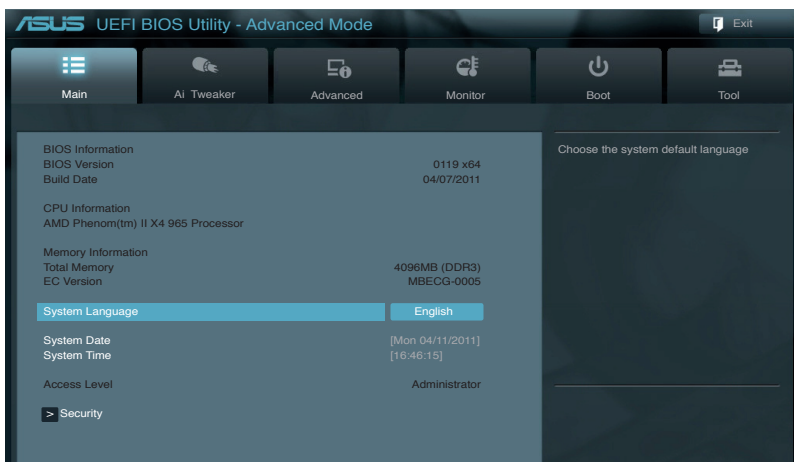 ASUS UEFI BIOS Utility - Advanced Mode
Exit
Main
Ai Tweaker
Advanced
Monitor
Boot
Tool
BIOS Information
BIOS Version 0119 x64
Build Date 04/07/2011
CPU Information
AMD Phenom(tm) II X4 965 Processor
Memory Information
Total Memory 4096MB (DDR3)
EC Version MBECG-0005
System Language English
System Date [Mon 04/11/2011]
System Time [16:46:15]
Access Level Administrator
> Security
Choose the system default language